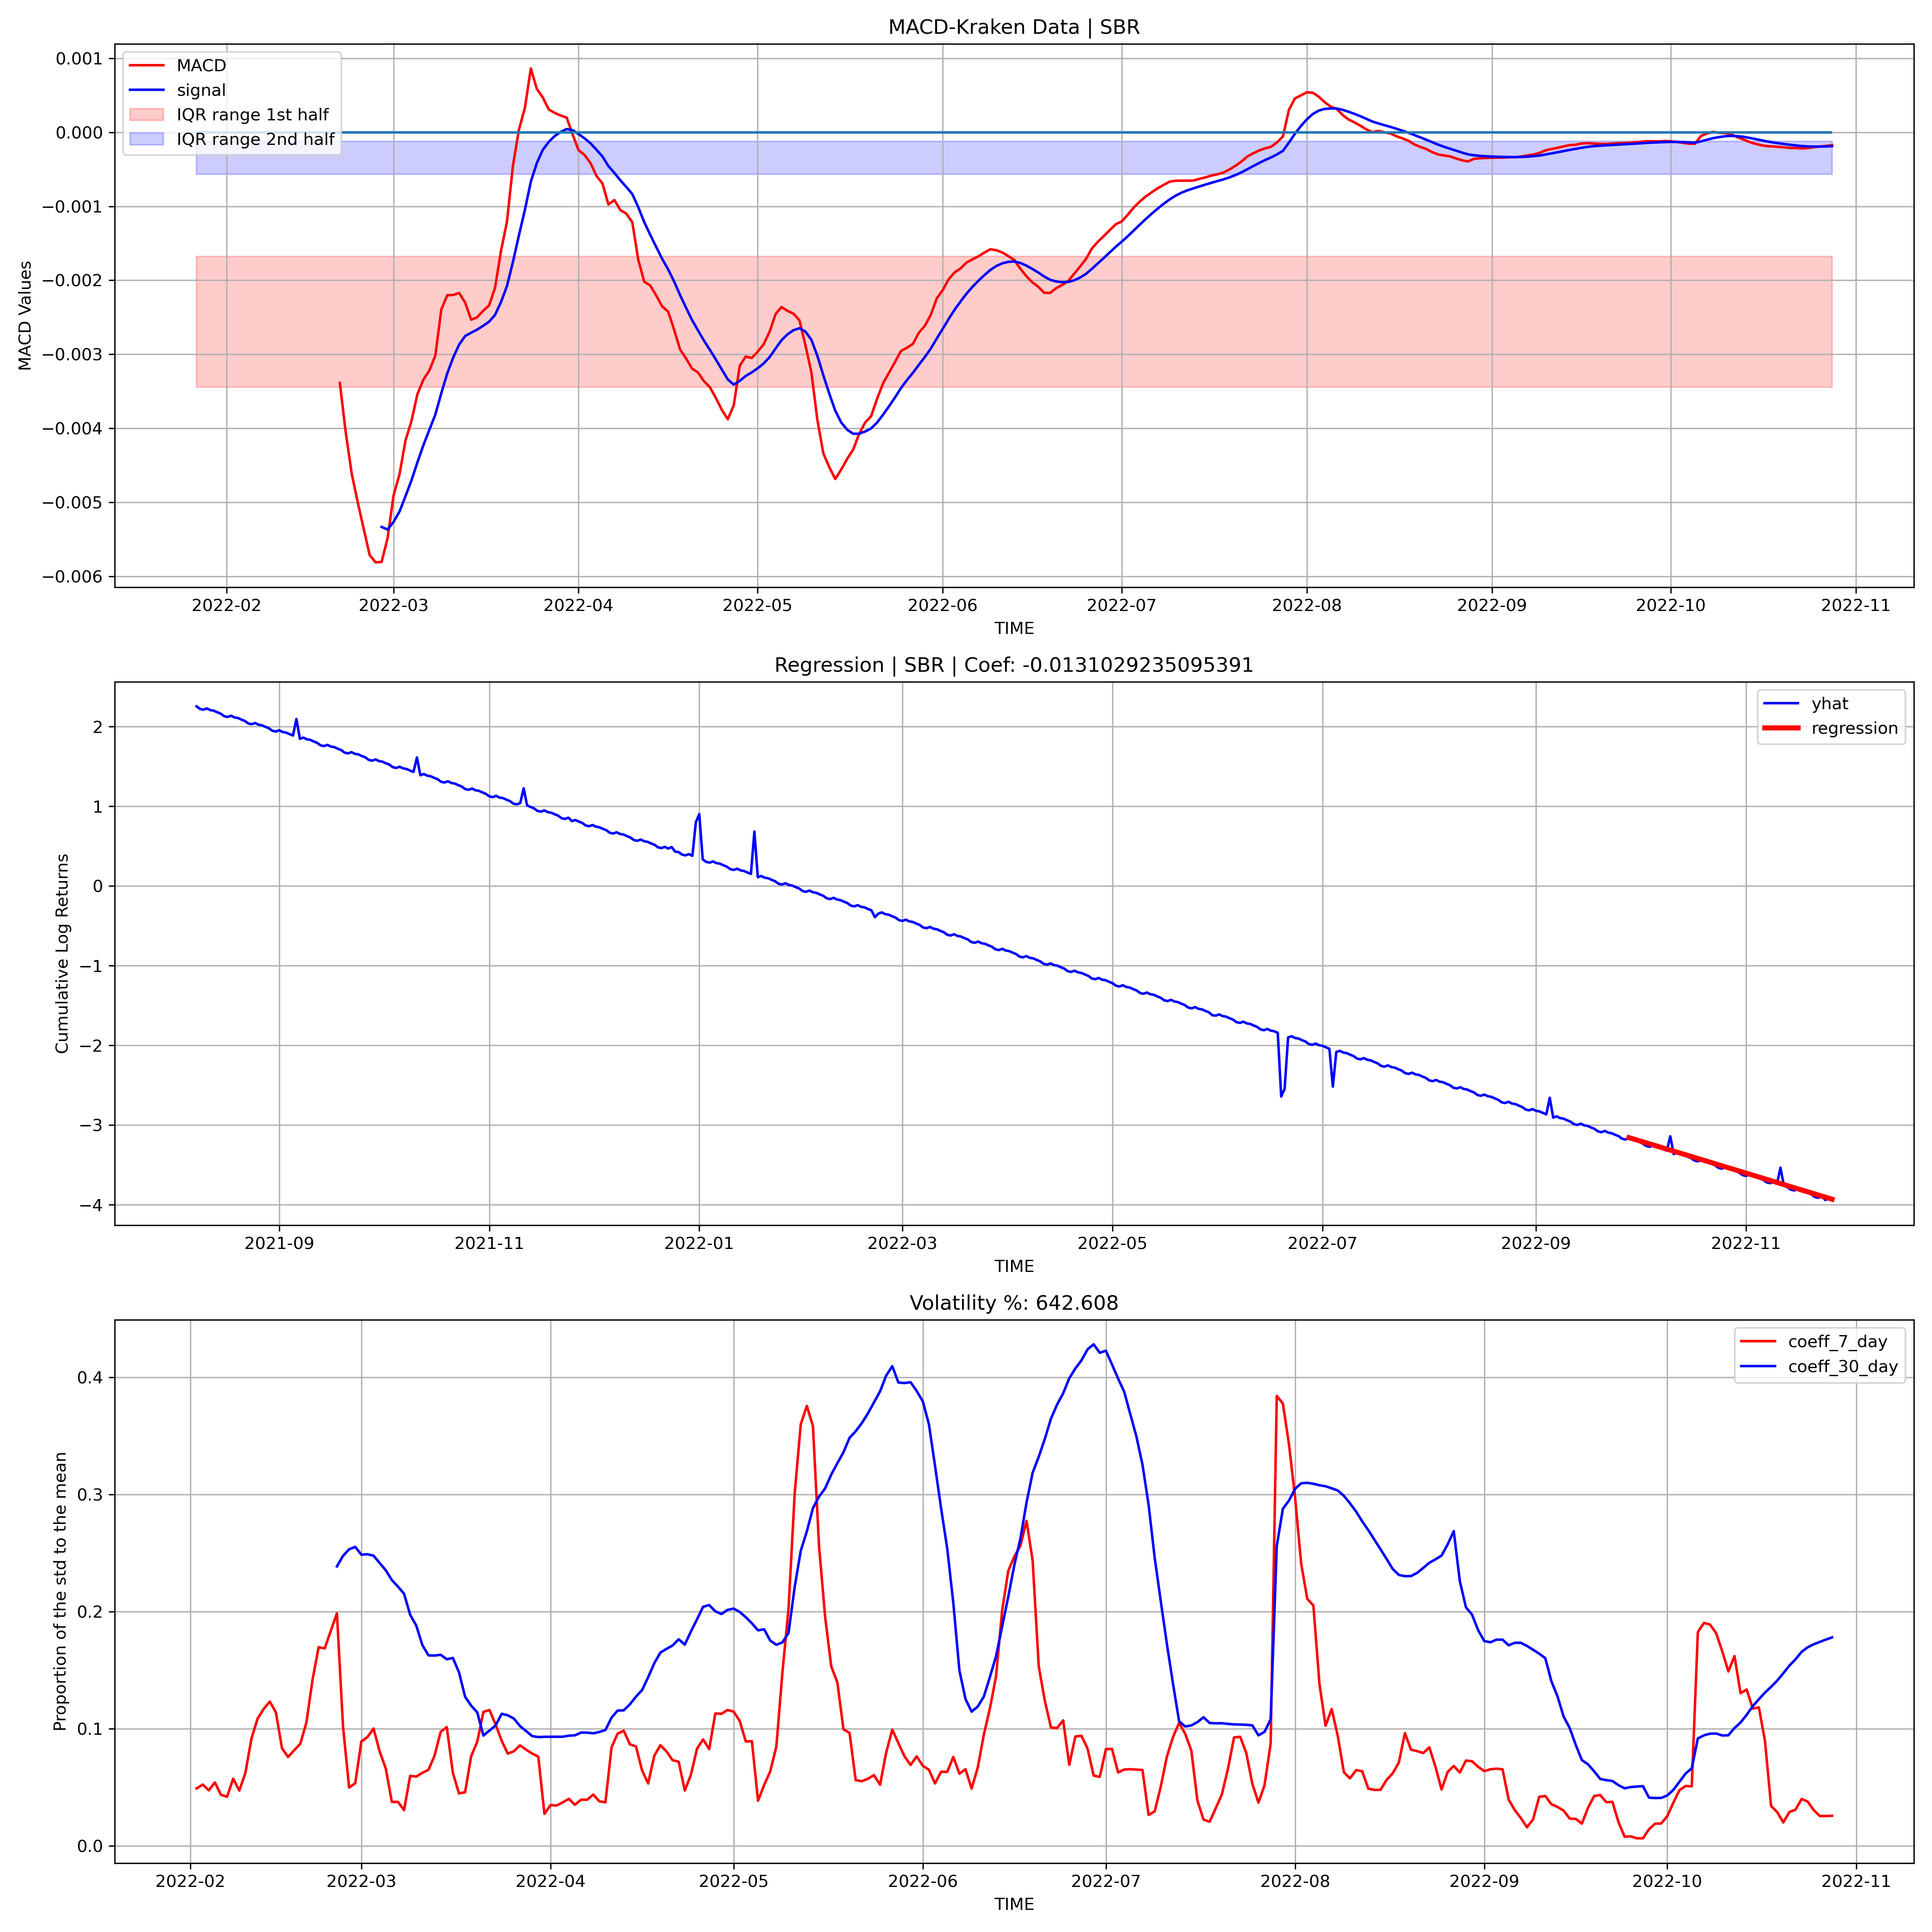 MACD-Kraken Data | SBR
MACD
signal
IQR range 1st half
IQR range 2nd half
MACD Values
0.001
0.000
−0.001
−0.002
−0.003
−0.004
−0.005
−0.006
2022-02 2022-03 2022-04 2022-05 2022-06 2022-07 2022-08 2022-09 2022-10 2022-11
TIME
Regression | SBR | Coef: -0.0131029235095391
yhat
regression
Cumulative Log Returns
2
1
0
−1
−2
−3
−4
2021-09 2021-11 2022-01 2022-03 2022-05 2022-07 2022-09 2022-11
TIME
Volatility %: 642.608
coeff_7_day
coeff_30_day
Proportion of the std to the mean
0.4
0.3
0.2
0.1
0.0
2022-02 2022-03 2022-04 2022-05 2022-06 2022-07 2022-08 2022-09 2022-10 2022-11
TIME